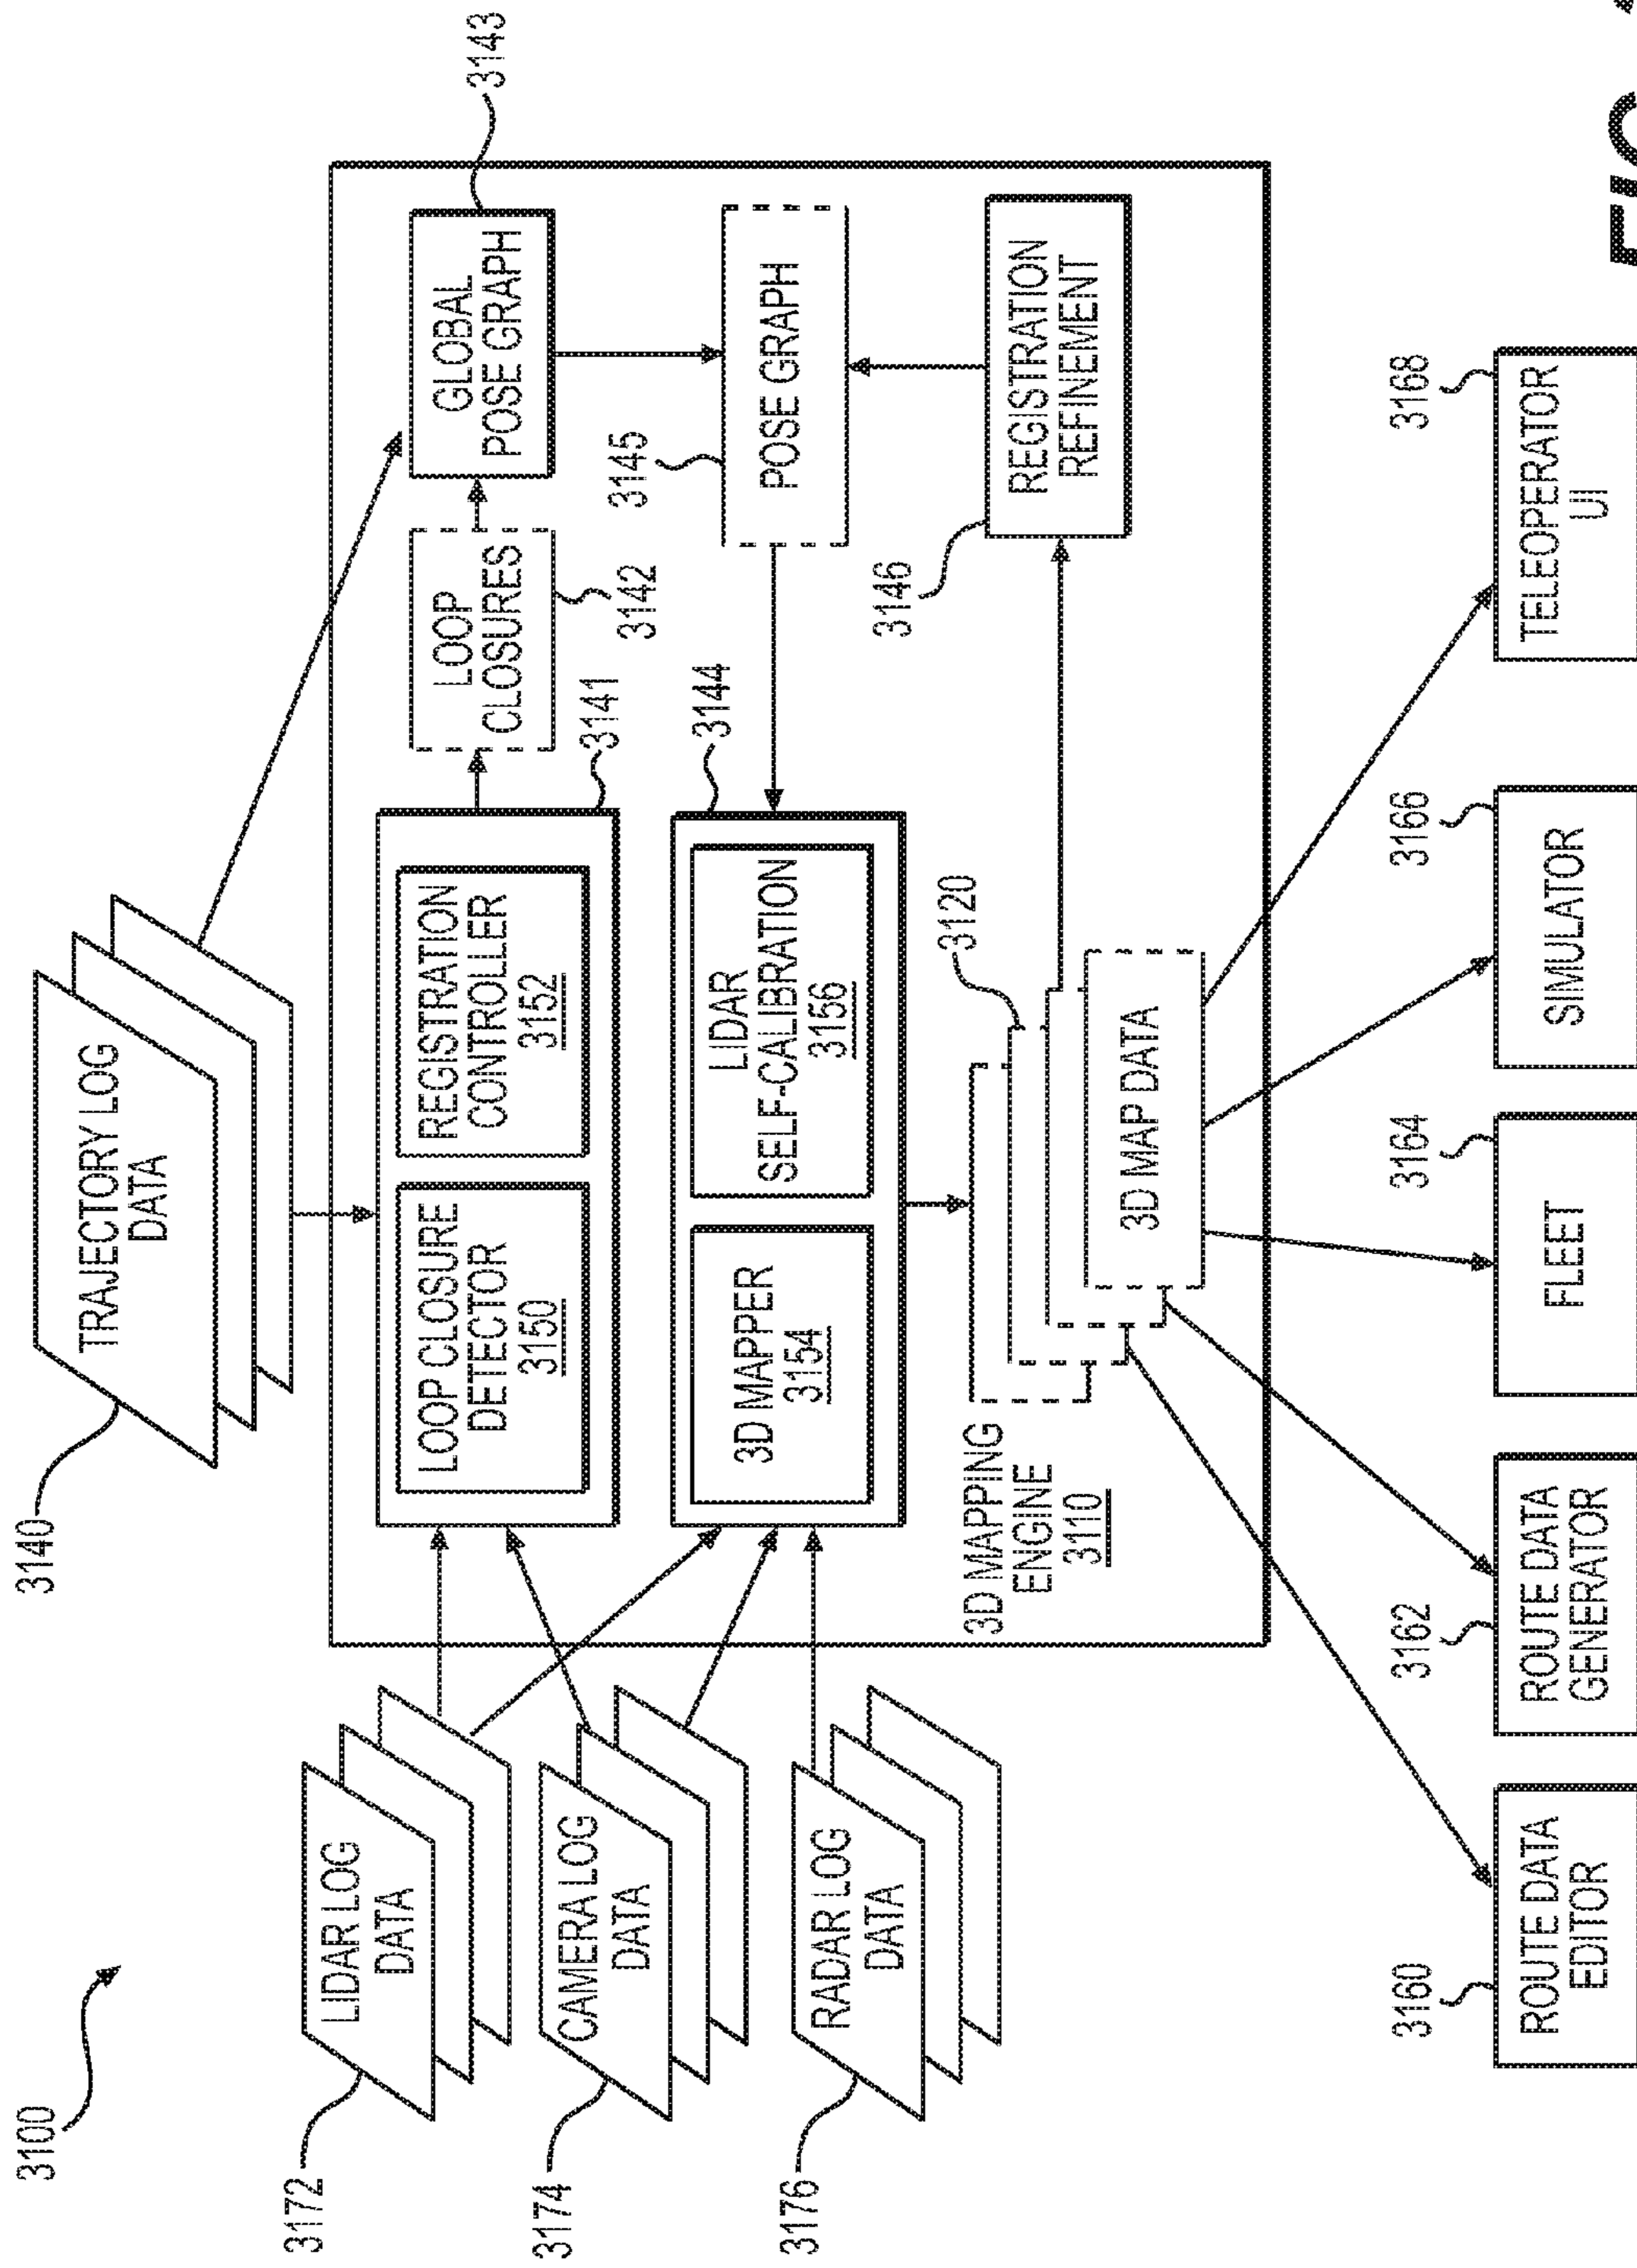 3100
3140
TRAJECTORY LOG
DATA
3143
3172
LIDAR LOG
DATA
3174
CAMERA LOG
DATA
3176
RADAR LOG
DATA
LOOP CLOSURE
DETECTOR
3150
REGISTRATION
CONTROLLER
3152
3141
LOOP
CLOSURES
3142
GLOBAL
POSE GRAPH
3D MAPPER
3154
LIDAR
SELF-CALIBRATION
3156
3144
3145
POSE GRAPH
3D MAPPING
ENGINE
3110
3120
3D MAP DATA
3146
REGISTRATION
REFINEMENT
3160
ROUTE DATA
EDITOR
3162
ROUTE DATA
GENERATOR
3164
FLEET
3166
SIMULATOR
3168
TELEOPERATOR
UI